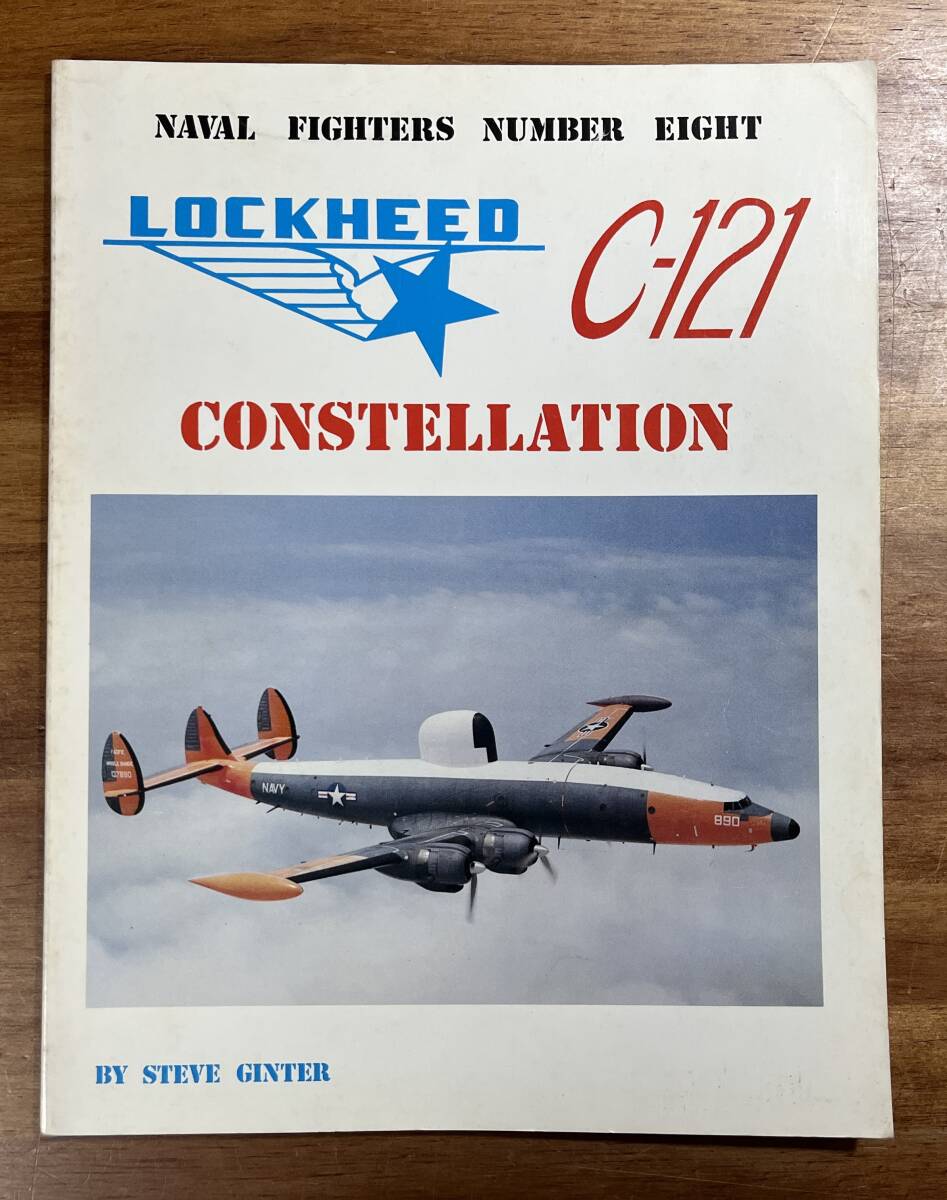 NAVAL FIGHTERS NUMBER EIGHT
LOCKHEED
C-121
CONSTELLATION
NAVY
890
BY STEVE GINTER